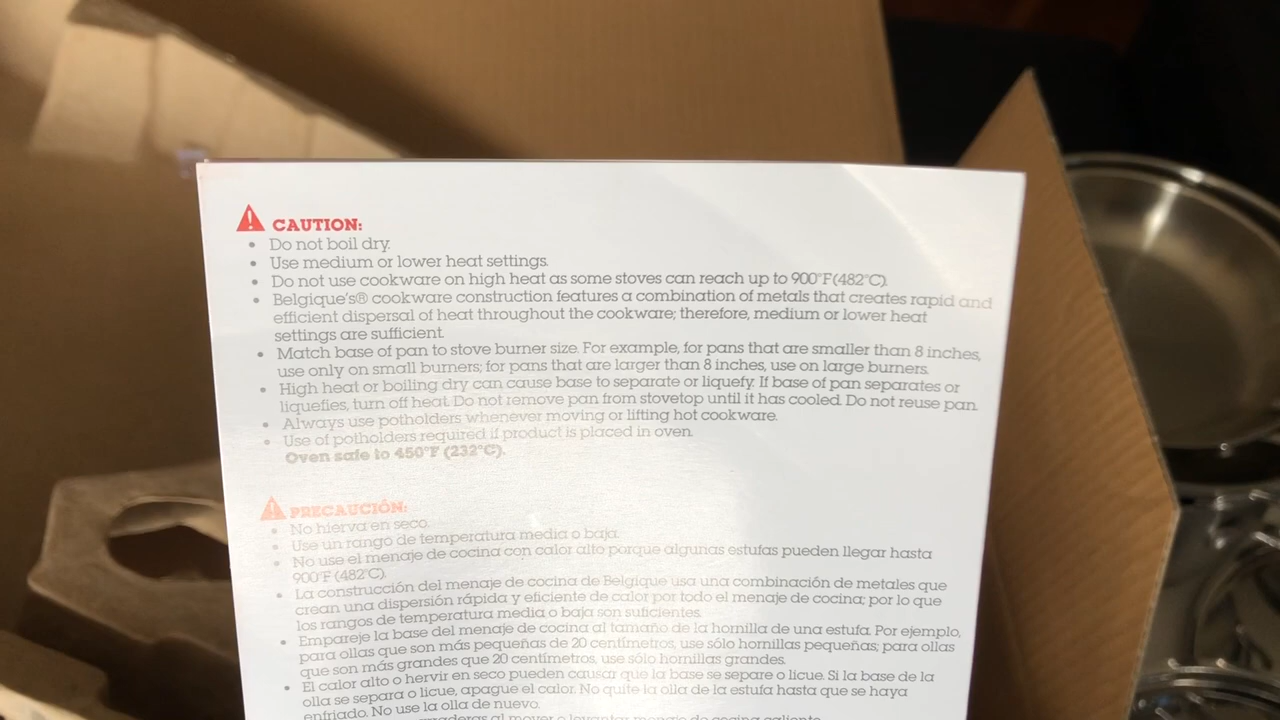 CAUTION:
• Do not boil dry.
• Use medium or lower heat settings.
• Do not use cookware on high heat as some stoves can reach up to 900°F(482°C).
• Belgique's® cookware construction features a combination of metals that creates rapid and
efficient dispersal of heat throughout the cookware; therefore, medium or lower heat
settings are sufficient.
• Match base of pan to stove burner size. For example, for pans that are smaller than 8 inches,
use only on small burners; for pans that are larger than 8 inches, use on large burners.
• High heat or boiling dry can cause base to separate or liquefy. If base of pan separates or
liquefies, turn off heat. Do not remove pan from stovetop until it has cooled. Do not reuse pan.
• Always use potholders whenever moving or lifting hot cookware.
• Use of potholders required if product is placed in oven.
Oven safe to 450°F (232°C).
PRECAUCIÓN:
• No hierva en seco.
• Use un rango de temperatura media o baja.
• No use el menaje de cocina con calor alto porque algunas estufas pueden llegar hasta
900°F (482°C).
• La construcción del menaje de cocina de Belgique usa una combinación de metales que
crean una dispersión rápida y eficiente de calor por todo el menaje de cocina; por lo que
los rangos de temperatura media o baja son suficientes.
• Empareje la base del menaje de cocina al tamaño de la hornilla de una estufa. Por ejemplo,
para ollas que son más pequeñas de 20 centímetros, use sólo hornillas pequeñas; para ollas
que son más grandes que 20 centímetros, use sólo hornillas grandes.
• El calor alto o hervir en seco pueden causar que la base se separe o licue. Si la base de la
olla se separa o licue, apague el calor. No quite la olla de la estufa hasta que se haya
enfriado. No use la olla de nuevo.
al mover o levantar menaje de cocina caliente